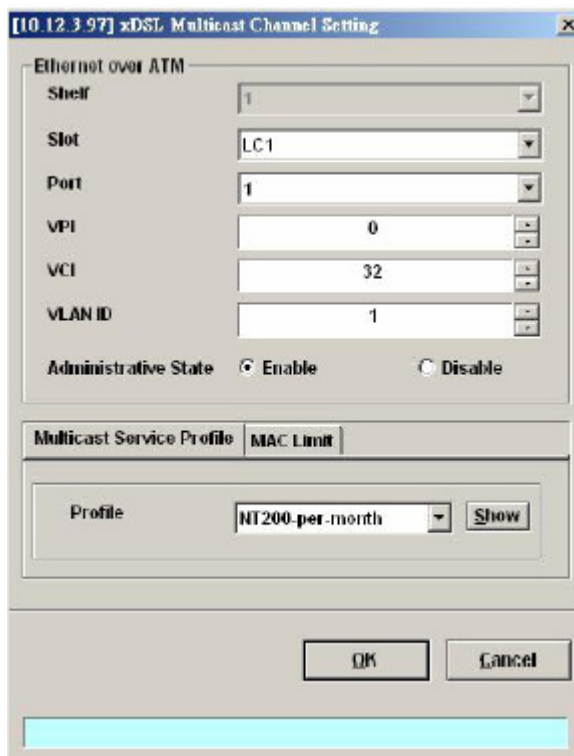 [10.12.3.97] xDSL Multicast Channel Setting
Ethernet over ATM
Shelf 1
Slot LC1
Port 1
VPI 0
VCI 32
VLAN ID 1
Administrative State Enable Disable
Multicast Service Profile MAC Limit
Profile NT200-per-month Show
OK Cancel